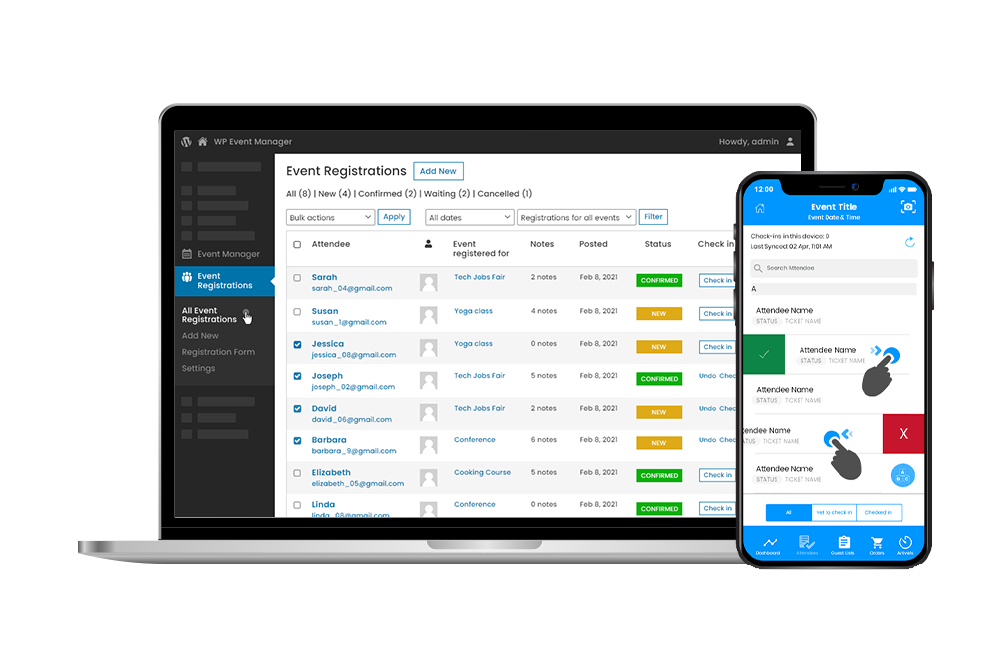 WP Event Manager
Howdy, admin
Event Manager
Event
Registrations
All Event
Registrations
Add New
Registration Form
Settings
Event Registrations
Add New
All (8) | New (4) | Confirmed (2) | Waiting (2) | Cancelled (1)
Bulk actions Apply All dates Registrations for all events Filter
Attendee Event registered for Notes Posted Status Check in
Sarah Tech Jobs Fair 2 notes Feb 8, 2021 CONFIRMED Check in
sarah_04@gmail.com
Susan Yoga class 4 notes Feb 8, 2021 NEW Check in
susan_1@gmail.com
Jessica Yoga class 0 notes Feb 8, 2021 NEW Check in
jessica_08@gmail.com
Joseph Tech Jobs Fair 5 notes Feb 8, 2021 CONFIRMED Undo Chec
joseph_02@gmail.com
David Tech Jobs Fair 2 notes Feb 8, 2021 NEW Undo Chec
david_06@gmail.com
Barbara Conference 6 notes Feb 8, 2021 NEW Undo Chec
barbara_9@gmail.com
Elizabeth Cooking Course 5 notes Feb 8, 2021 CONFIRMED Check in
elizabeth_05@gmail.com
Linda Conference 0 notes Feb 8, 2021 CONFIRMED Check in
linda_08@gmail.com
12:00
Event Title
Event Date & Time
Check-ins in this device: 0
Last Synced 02 Apr, 11:01 AM
Search Attendee
A
Attendee Name
STATUS TICKET NAME
Attendee Name
STATUS TICKET NAME
Attendee Name
STATUS TICKET NAME
tendee Name
STATUS TICKET NAME
X
Attendee Name
STATUS TICKET NAME
A
B C
All Yet to check in Checked in
Dashboard Attendees Guest Lists Orders Arrivals